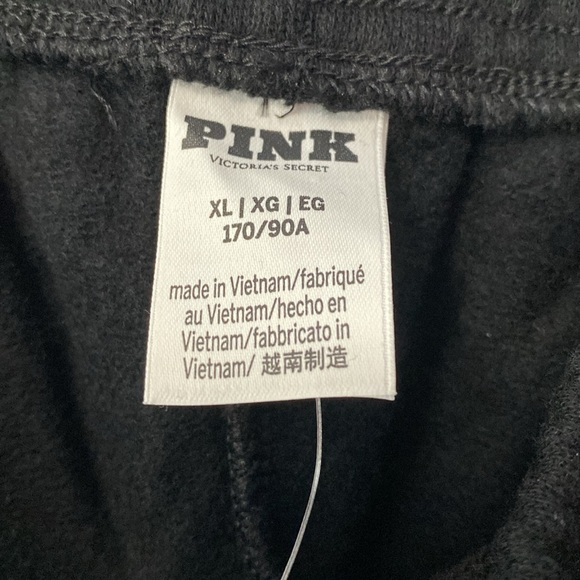 PINK
VICTORIA'S SECRET
XL | XG | EG
170/90A
made in Vietnam/fabriqué
au Vietnam/hecho en
Vietnam/fabbricato in
Vietnam/ 越南制造